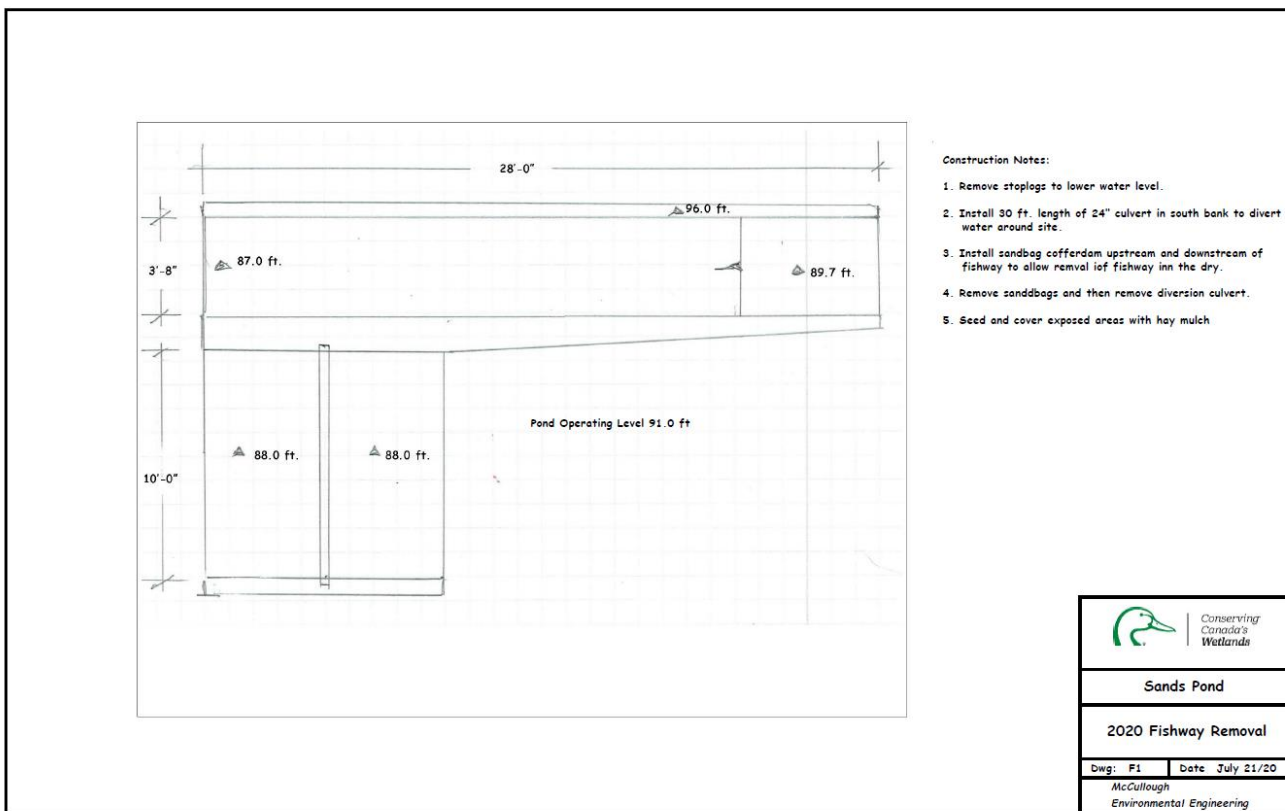 28'-0"
96.0 ft.
3'-8"
87.0 ft.
89.7 ft.
Pond Operating Level 91.0 ft
88.0 ft.
88.0 ft.
10'-0"
Construction Notes:
1. Remove stoplogs to lower water level.
2. Install 30 ft. length of 24" culvert in south bank to divert
water around site.
3. Install sandbag cofferdam upstream and downstream of
fishway to allow remval iof fishway inn the dry.
4. Remove sanddbags and then remove diversion culvert.
5. Seed and cover exposed areas with hay mulch
Conserving
Canada's
Wetlands
Sands Pond
2020 Fishway Removal
Dwg: F1 Date July 21/20
McCullough
Environmental Engineering